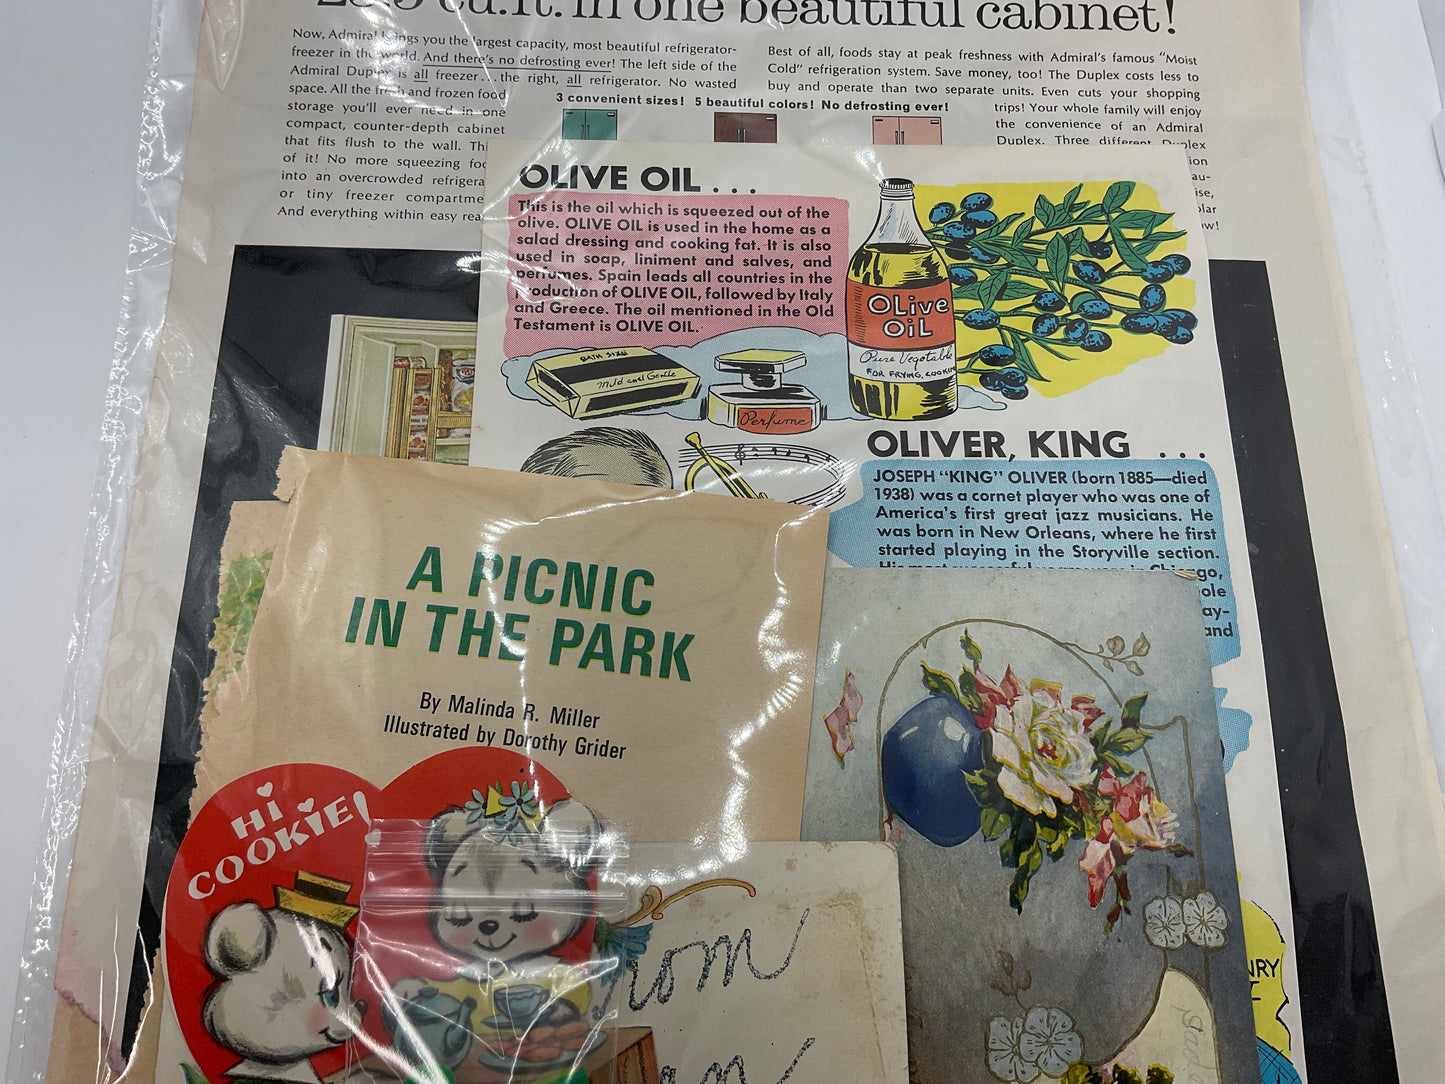 cu.ft. in one beautiful cabinet!
Now, Admiral brings you the largest capacity, most beautiful refrigerator-
freezer in the world. And there's no defrosting ever! The left side of the
Admiral Duplex is all freezer... the right, all refrigerator. No wasted
space. All the fresh and frozen food
storage you'll ever need in one
compact, counter-depth cabinet
that fits flush to the wall.
of it! No more squeezing
into an overcrowded
or tiny freezer
And everything within easy
Best of all, foods stay at peak freshness with Admiral's famous "Moist
Cold" refrigeration system. Save money, too! The Duplex costs less to
buy and operate than two separate units. Even cuts your shopping
trips! Your whole family will enjoy
the convenience of an Admiral
Duplex. Three different Duplex
3 convenient sizes! 5 beautiful colors! No defrosting ever!
OLIVE OIL...
This is the oil which is squeezed out of the
olive. OLIVE OIL is used in the home as a
salad dressing and cooking fat. It is also
used in soap, liniment and salves, and
perfumes. Spain leads all countries in the
production of OLIVE OIL, followed by Italy
and Greece. The oil mentioned in the Old
Testament is OLIVE OIL.
OLive
OiL
Pure Vegetable
FOR FRYING,
BATH SIZE
Mild and Gentle
Perfume
OLIVER, KING ...
JOSEPH "KING" OLIVER (born 1885—died
1938) was a cornet player who was one of
America's first great jazz musicians. He
was born in New Orleans, where he first
started playing in the Storyville section.
and
A PICNIC
IN THE PARK
By Malinda R. Miller
Illustrated by Dorothy Grider
Hi
COOKiE!